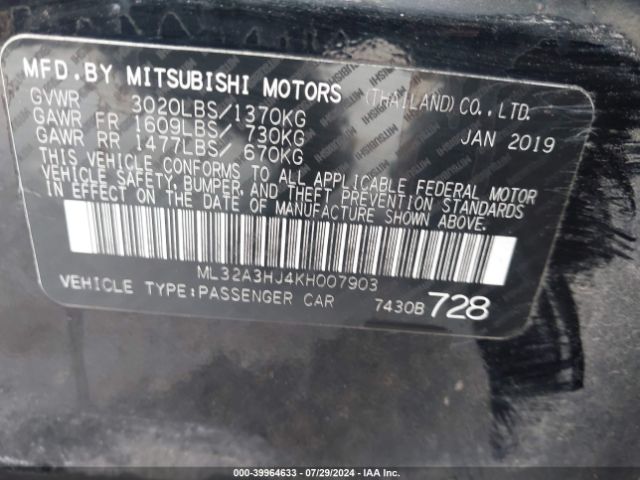 MFD. BY MITSUBISHI MOTORS (THAILAND) CO., LTD.
GVWR 3020LBS/1370KG
GAWR FR 1609LBS/ 730KG JAN 2019
GAWR RR 1477LBS/ 670KG
THIS VEHICLE CONFORMS TO ALL APPLICABLE FEDERAL MOTOR
VEHICLE SAFETY, BUMPER, AND THEFT PREVENTION STANDARDS
IN EFFECT ON THE DATE OF MANUFACTURE SHOWN ABOVE.
ML32A3HJ4KH007903
VEHICLE TYPE:PASSENGER CAR 7430B 728
000-39964633 / 07/29/2024 - IAA Inc.